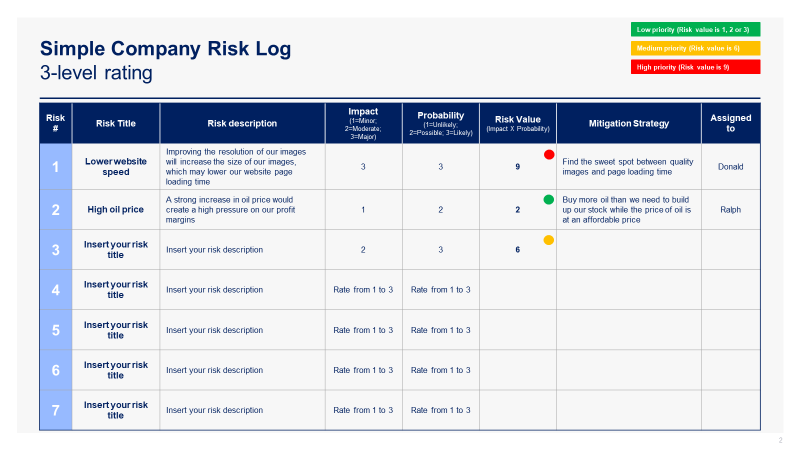 Simple Company Risk Log
3-level rating
Low priority (Risk value is 1, 2 or 3)
Medium priority (Risk value is 6)
High priority (Risk value is 9)
Risk
#
Risk Title
Risk description
Impact
(1=Minor;
2=Moderate;
3=Major)
Probability
(1=Unlikely;
2=Possible; 3=Likely)
Risk Value
(Impact X Probability)
Mitigation Strategy
Assigned
to
1
Lower website
speed
Improving the resolution of our images
will increase the size of our images,
which may lower our website page
loading time
3
3
9
Find the sweet spot between quality
images and page loading time
Donald
2
High oil price
A strong increase in oil price would
create a high pressure on our profit
margins
1
2
2
Buy more oil than we need to build
up our stock while the price of oil is
at an affordable price
Ralph
3
Insert your risk
title
Insert your risk description
2
3
6
4
Insert your risk
title
Insert your risk description
Rate from 1 to 3
Rate from 1 to 3
5
Insert your risk
title
Insert your risk description
Rate from 1 to 3
Rate from 1 to 3
6
Insert your risk
title
Insert your risk description
Rate from 1 to 3
Rate from 1 to 3
7
Insert your risk
title
Insert your risk description
Rate from 1 to 3
Rate from 1 to 3
2